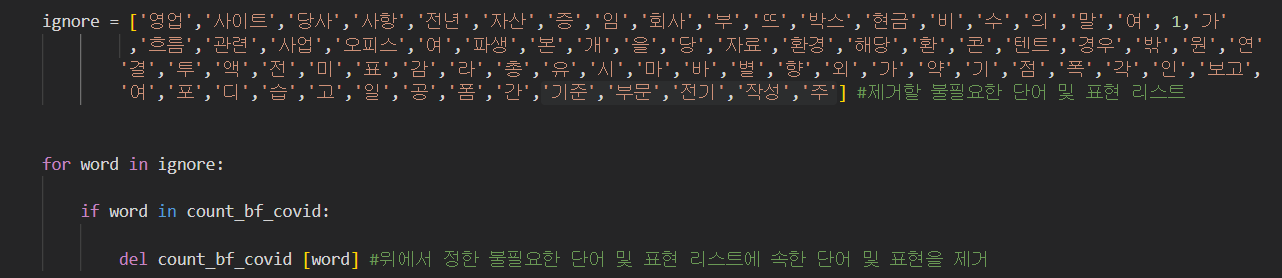 ignore = ['영업','사이트','당사','사항','전년','자산','증','임','회사','부','뜨','박스','현금','비','수','의','말','여', 1,'가'
,'흐름','관련','사업','오피스','여','파생','본','개','을','당','자료','환경','해당','환','콘','텐트','경우','밖','원','연'
'결','투','액','전','미','표','감','라','총','유','시','마','바','별','향','외','가','약','기','점','폭','각','인','보고',
'여','포','디','습','고','일','공','폼','간','기준','부문','전기','작성','주'] #제거할 불필요한 단어 및 표현 리스트
for word in ignore:
if word in count_bf_covid:
del count_bf_covid [word] #위에서 정한 불필요한 단어 및 표현 리스트에 속한 단어 및 표현을 제거